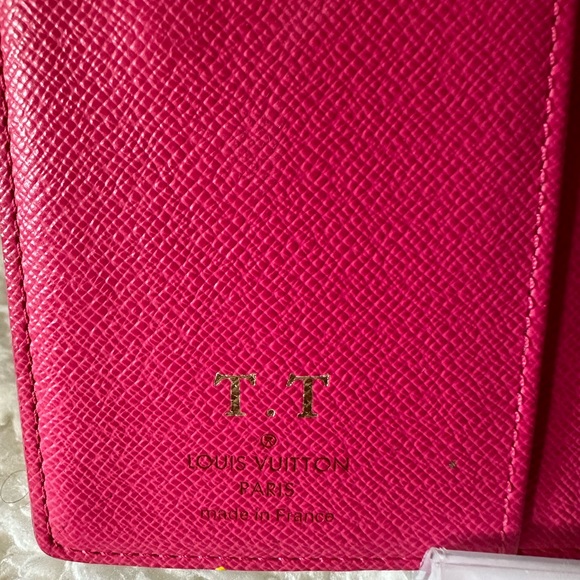 T.T
®
LOUIS VUITTON
PARIS
made in France